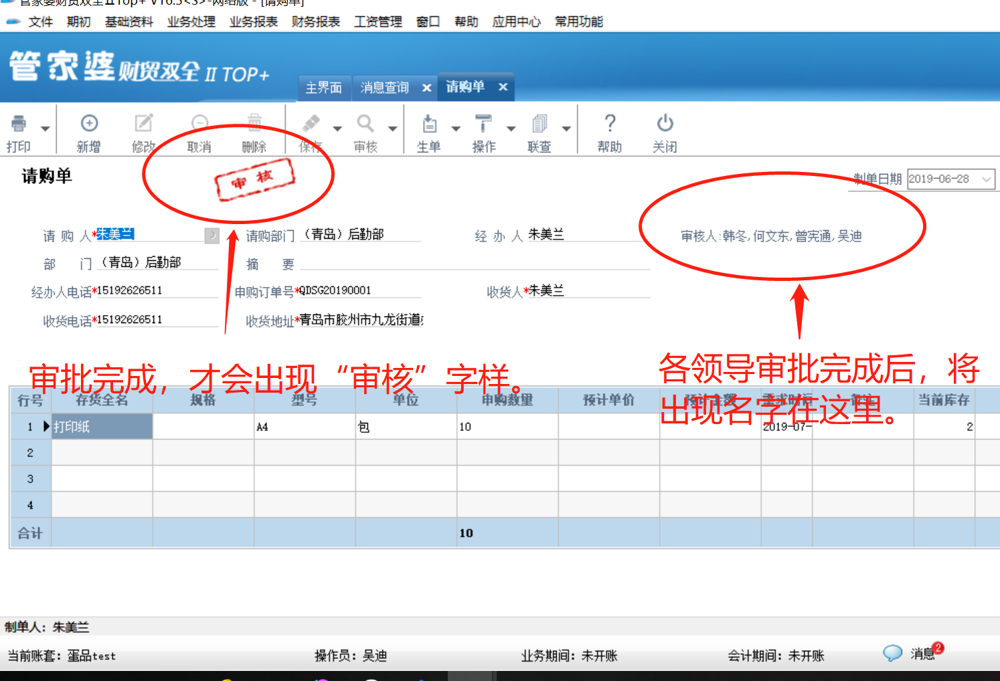 管家婆财贸双全ⅡTop+ V16.5<S>-网络版 - [请购单]
文件 期初 基础资料 业务处理 业务报表 财务报表 工资管理 窗口 帮助 应用中心 常用功能
管家婆 财贸双全 II TOP+
主界面 消息查询 × 请购单 ×
打印 新增 修改 取消 删除 保存 审核 生单 操作 联查 帮助 关闭
请购单
审核
制单日期 2019-06-28
请购人*朱美兰 请购部门 （青岛）后勤部 经办人 朱美兰 审核人:韩冬,何文东,曾宪通,吴迪
部门 （青岛）后勤部 摘要
经办人电话*15192626511 申购订单号*QDSG20190001 收货人*朱美兰
收货电话*15192626511 收货地址*青岛市胶州市九龙街道
审批完成，才会出现“审核”字样。
各领导审批完成后，将
出现名字在这里。
行号 存货全名 规格 型号 单位 申购数量 预计单价 预计金额 需求时间 备注 当前库存
1 打印纸 A4 包 10 2019-07- 2
2
3
4
合计 10
制单人：朱美兰
当前账套：蛋品test 操作员：吴迪 业务期间：未开账 会计期间：未开账 消息 2